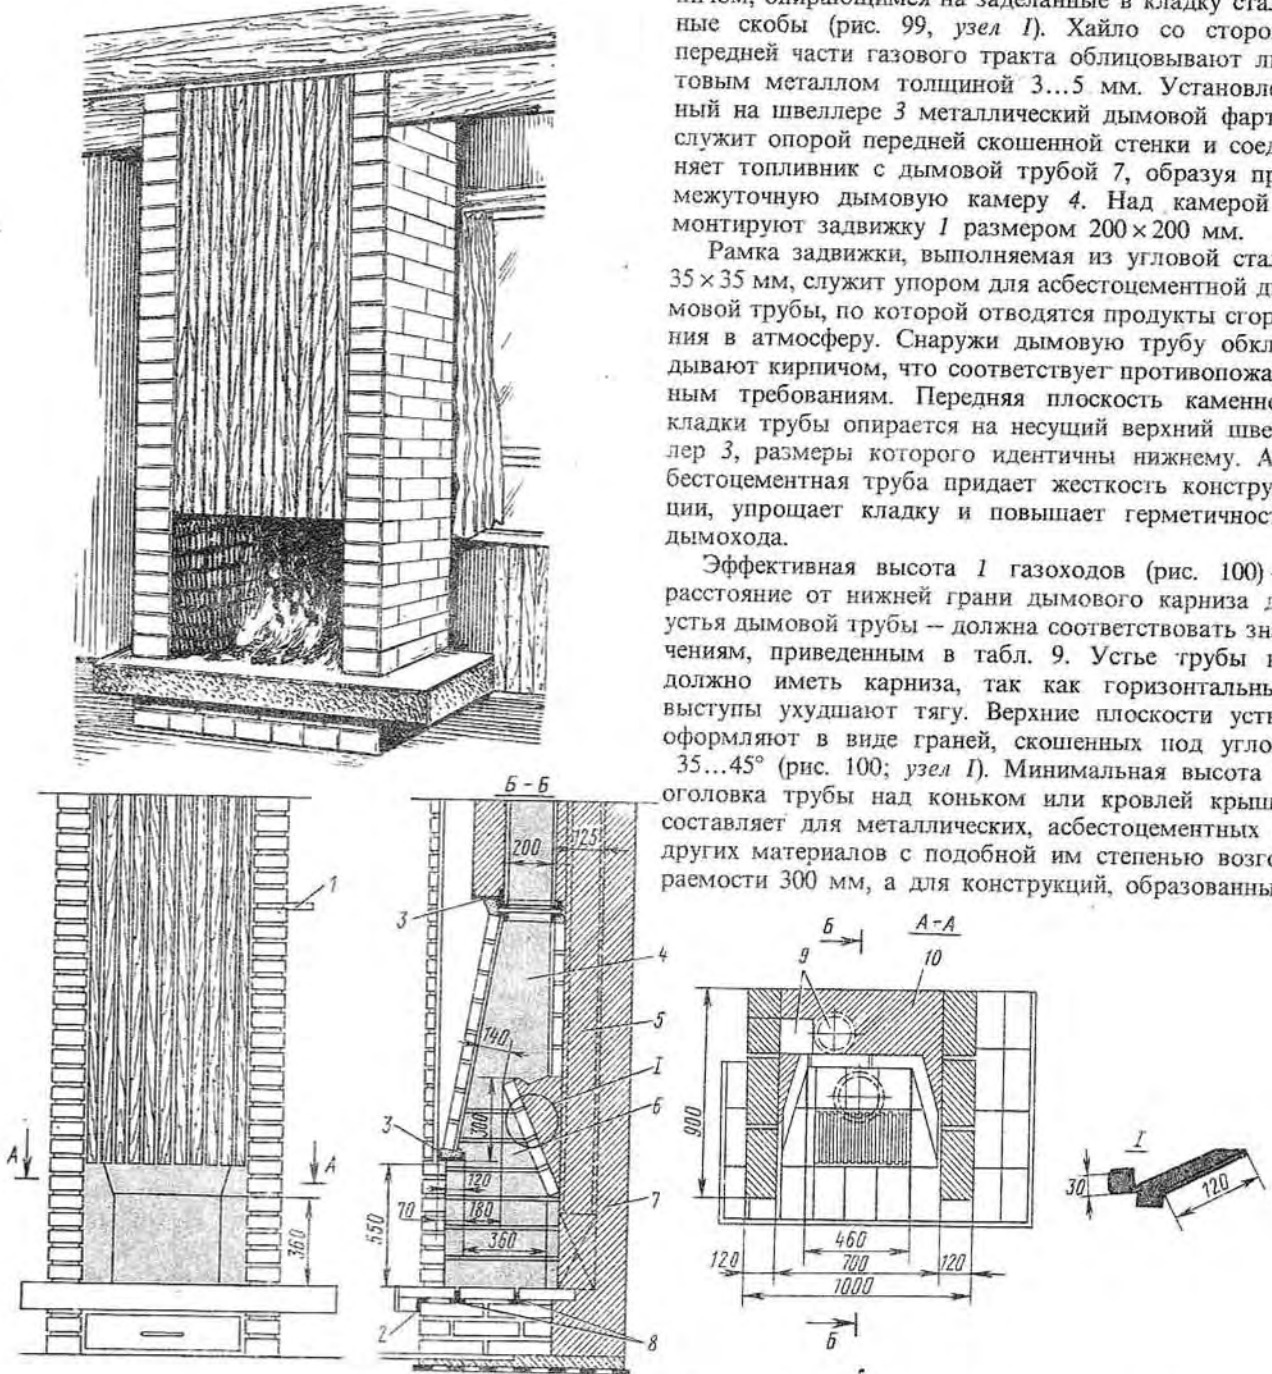 ничом, опирающимся на заделанные в кладку стал
ные скобы (рис. 99, узел I). Хайло со сторо
передней части газового тракта облицовывают ли
товым металлом толщиной 3...5 мм. Установле
ный на швеллере 3 металлический дымовой фарт
служит опорой передней скошенной стенки и соед
няет топливник с дымовой трубой 7, образуя пр
межуточную дымовую камеру 4. Над камерой
монтируют задвижку 1 размером 200 × 200 мм.
Рамка задвижки, выполняемая из угловой стал
35 × 35 мм, служит упором для асбестоцементной ды
мовой трубы, по которой отводятся продукты сгор
ния в атмосферу. Снаружи дымовую трубу обкл
дывают кирпичом, что соответствует противопожа
ным требованиям. Передняя плоскость каменно
кладки трубы опирается на несущий верхний шве
лер 3, размеры которого идентичны нижнему. А
бестоцементная труба придает жесткость констру
ции, упрощает кладку и повышает герметичност
дымохода.
Эффективная высота 1 газоходов (рис. 100) –
расстояние от нижней грани дымового карниза д
устья дымовой трубы – должна соответствовать зна
чениям, приведенным в табл. 9. Устье трубы н
должно иметь карниза, так как горизонтальны
выступы ухудшают тягу. Верхние плоскости усть
оформляют в виде граней, скошенных под угло
35...45° (рис. 100; узел I). Минимальная высота
оголовка трубы над коньком или кровлей крыш
составляет для металлических, асбестоцементных
других материалов с подобной им степенью возго
раемости 300 мм, а для конструкций, образованны
1
А
А
360
Б – Б
200
125
3
4
140
5
I
300
6
3
120
70
180
7
550
360
2
8
Б
А – А
9
10
900
460
120
700
120
1000
Б
I
30
120